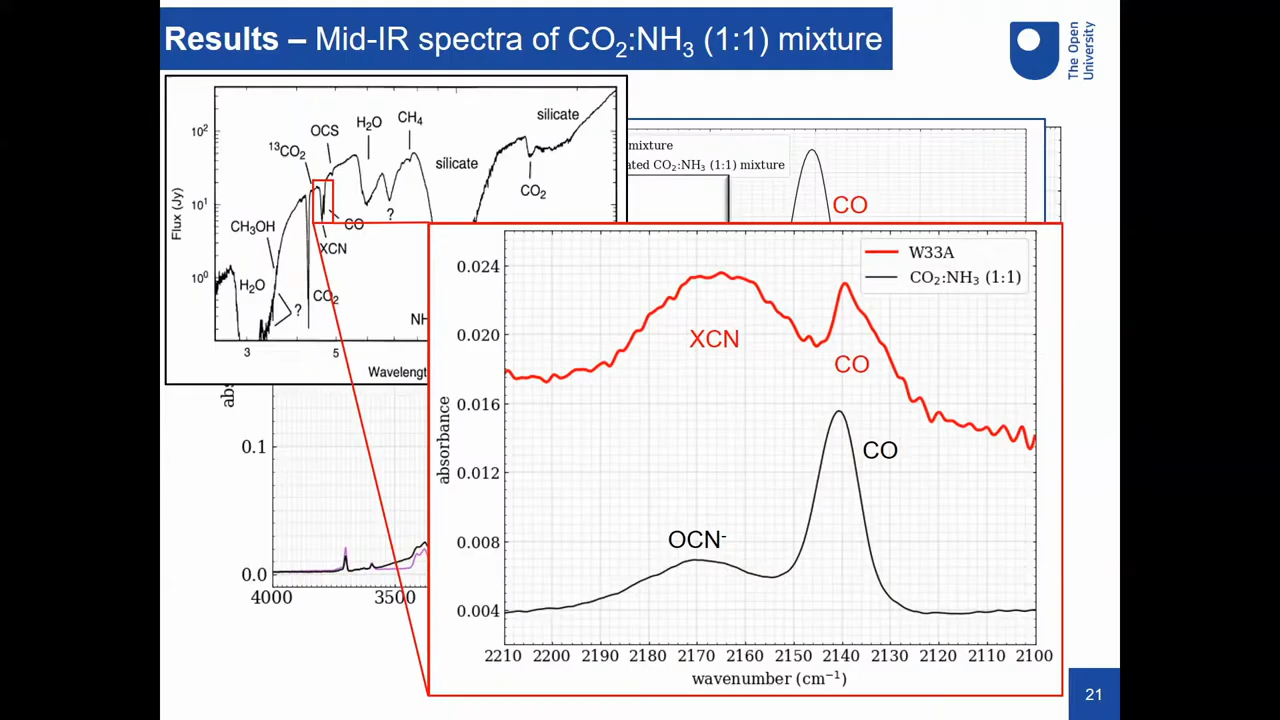 Results – Mid-IR spectra of CO₂:NH₃ (1:1) mixture
The Open
University
silicate
CH₄
H₂O
OCS
¹³CO₂
silicate
CO₂
10²
10¹
10⁰
Flux (Jy)
?
CO
CH₃OH
XCN
H₂O
CO₂
?
NH
3
5
Wavelength
mixture
CO₂:NH₃ (1:1) mixture
CO
W33A
CO₂:NH₃ (1:1)
0.024
0.020
0.016
0.012
0.008
0.004
absorbance
XCN
CO
CO
OCN⁻
2210 2200 2190 2180 2170 2160 2150 2140 2130 2120 2110 2100
wavenumber (cm⁻¹)
0.1
0.0
4000
3500
21